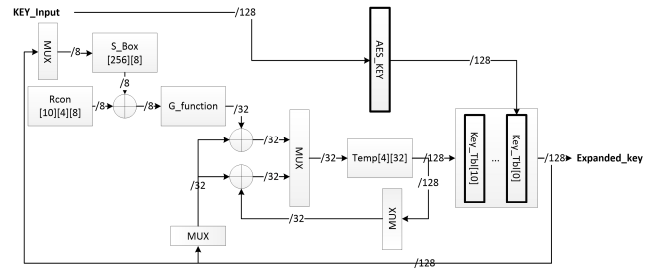 KEY_Input
/128
MUX
/8
S_Box
[256][8]
/8
Rcon
[10][4][8]
/8
/8
G_function
/32
/32
/32
/32
MUX
/32
Temp[4][32]
/128
/128
MUX
/32
MUX
AES_KEY
/128
Key_Tbl[10]
...
Key_Tbl[0]
/128
Expanded_key
/128